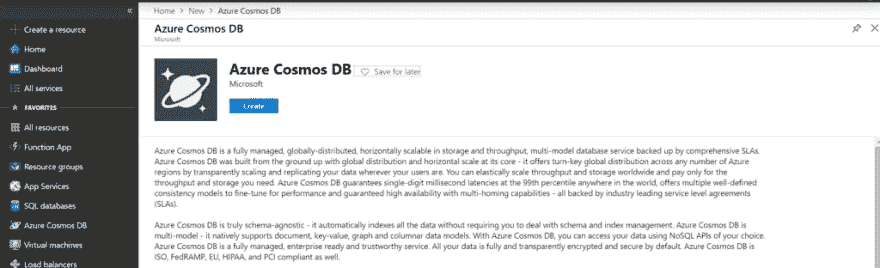 «
Create a resource
Home
Dashboard
All services
FAVORITES
All resources
Function App
Resource groups
App Services
SQL databases
Azure Cosmos DB
Virtual machines
Load balancers
Home > New > Azure Cosmos DB
Azure Cosmos DB
Microsoft
Azure Cosmos DB
Save for later
Microsoft
Create
Azure Cosmos DB is a fully managed, globally-distributed, horizontally scalable in storage and throughput, multi-model database service backed up by comprehensive SLAs.
Azure Cosmos DB was built from the ground up with global distribution and horizontal scale at its core - it offers turn-key global distribution across any number of Azure
regions by transparently scaling and replicating your data wherever your users are. You can elastically scale throughput and storage worldwide and pay only for the
throughput and storage you need. Azure Cosmos DB guarantees single-digit millisecond latencies at the 99th percentile anywhere in the world, offers multiple well-defined
consistency models to fine-tune for performance and guaranteed high availability with multi-homing capabilities - all backed by industry leading service level agreements
(SLAs).
Azure Cosmos DB is truly schema-agnostic - it automatically indexes all the data without requiring you to deal with schema and index management. Azure Cosmos DB is
multi-model - it natively supports document, key-value, graph and columnar data models. With Azure Cosmos DB, you can access your data using NoSQL APIs of your choice.
Azure Cosmos DB is a fully managed, enterprise ready and trustworthy service. All your data is fully and transparently encrypted and secure by default. Azure Cosmos DB is
ISO, FedRAMP, EU, HIPAA, and PCI compliant as well.